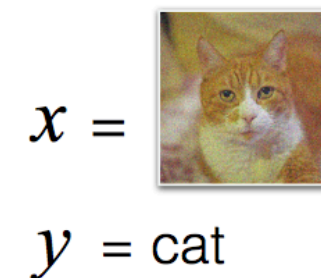 x =
y = cat